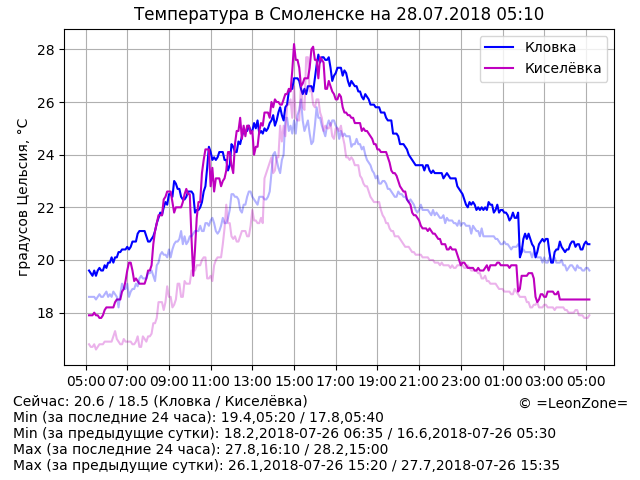 Температура в Смоленске на 28.07.2018 05:10
Кловка
Киселёвка
градусов Цельсия, °C
28
26
24
22
20
18
05:00 07:00 09:00 11:00 13:00 15:00 17:00 19:00 21:00 23:00 01:00 03:00 05:00
Сейчас: 20.6 / 18.5 (Кловка / Киселёвка)
© =LeonZone=
Min (за последние 24 часа): 19.4,05:20 / 17.8,05:40
Min (за предыдущие сутки): 18.2,2018-07-26 06:35 / 16.6,2018-07-26 05:30
Max (за последние 24 часа): 27.8,16:10 / 28.2,15:00
Max (за предыдущие сутки): 26.1,2018-07-26 15:20 / 27.7,2018-07-26 15:35